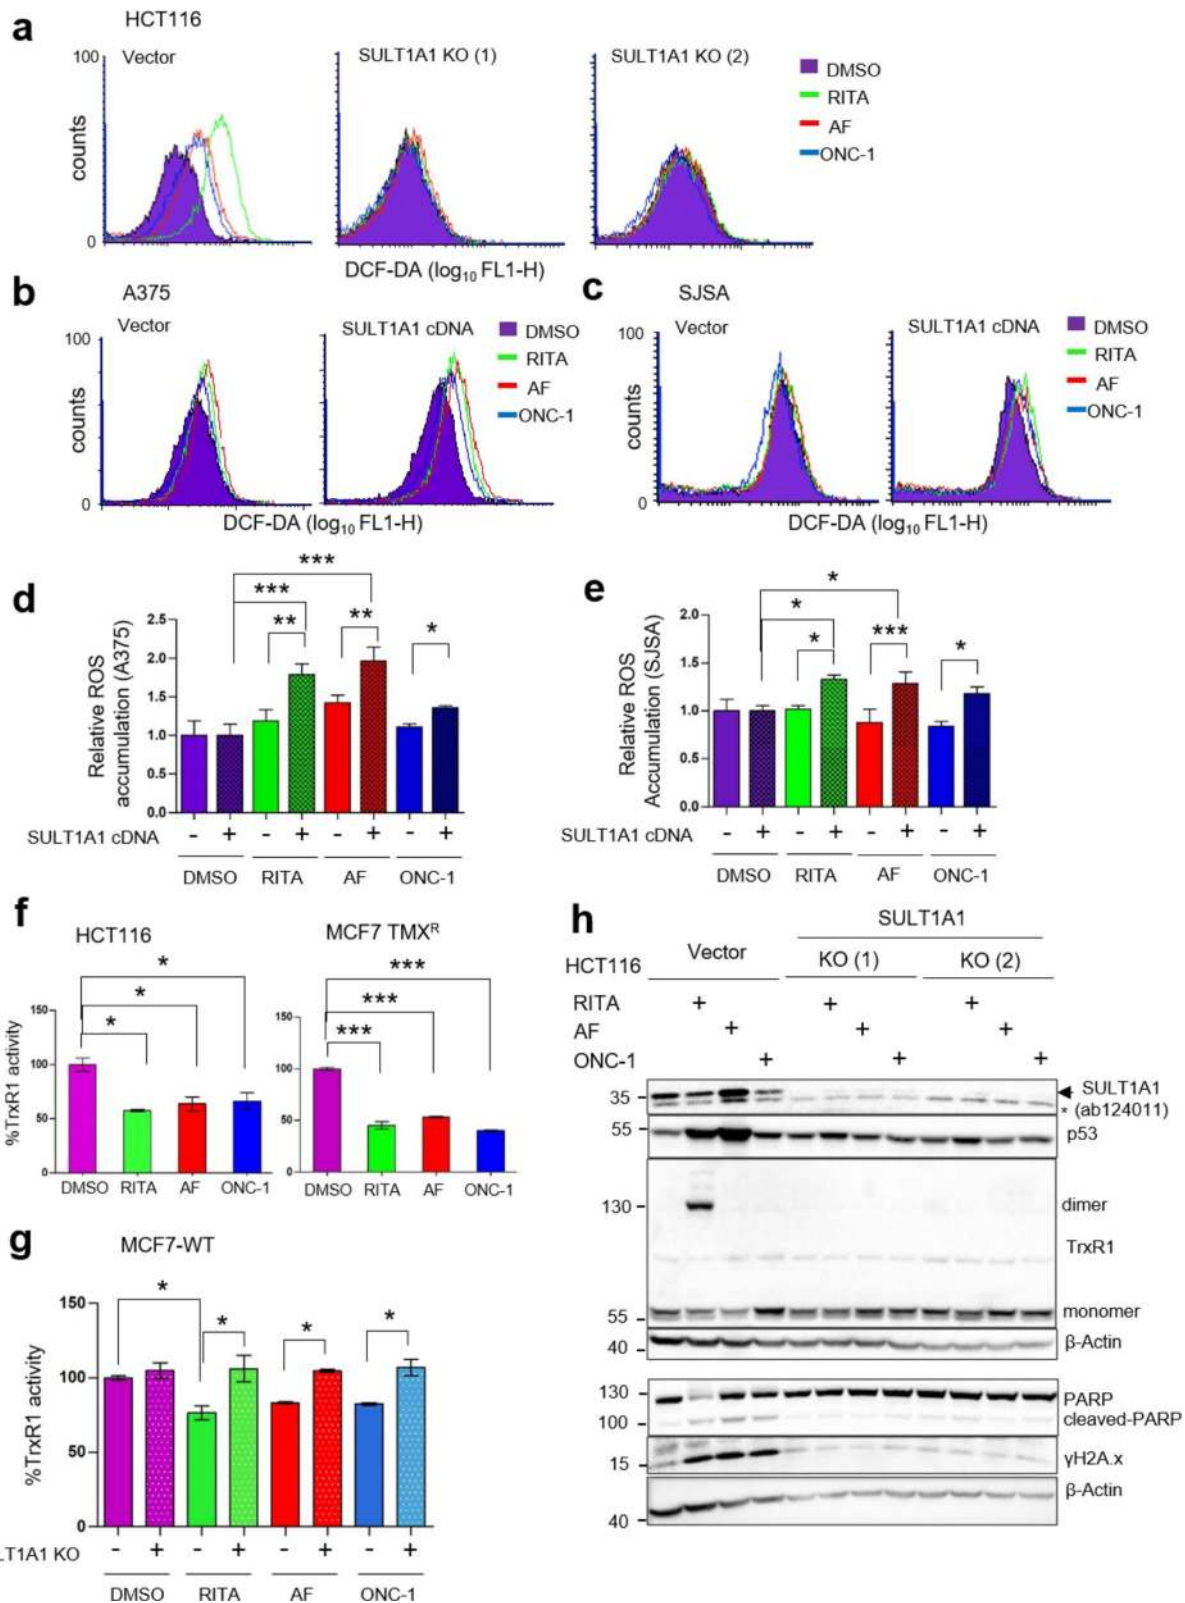 a HCT116
Vector SULT1A1 KO (1) SULT1A1 KO (2)
100
counts
0
DMSO
RITA
AF
ONC-1
DCF-DA (log10 FL1-H)
b A375
Vector SULT1A1 cDNA
100
counts
0
DMSO
RITA
AF
ONC-1
DCF-DA (log10 FL1-H)
c SJSA
Vector SULT1A1 cDNA
100
counts
0
DMSO
RITA
AF
ONC-1
DCF-DA (log10 FL1-H)
d
Relative ROS
accumulation (A375)
2.5
2.0
1.5
1.0
0.5
0.0
*** *** ** ** *
SULT1A1 cDNA - + - + - + - +
DMSO RITA AF ONC-1
e
Relative ROS
Accumulation (SJSA)
2.0
1.5
1.0
0.5
0.0
* * * *** *
SULT1A1 cDNA - + - + - + - +
DMSO RITA AF ONC-1
f
HCT116
%TrxR1 activity
150
100
50
0
* * *
DMSO RITA AF ONC-1
MCF7 TMXR
150
100
50
0
*** *** ***
DMSO RITA AF ONC-1
g MCF7-WT
%TrxR1 activity
150
100
50
0
* * * *
LT1A1 KO - + - + - + - +
DMSO RITA AF ONC-1
h
SULT1A1
HCT116 Vector KO (1) KO (2)
RITA + + +
AF + + +
ONC-1 + + +
35 - SULT1A1
* (ab124011)
55 - p53
130 - dimer
TrxR1
55 - monomer
40 - β-Actin
130 - PARP
100 - cleaved-PARP
15 - γH2A.x
β-Actin
40 -